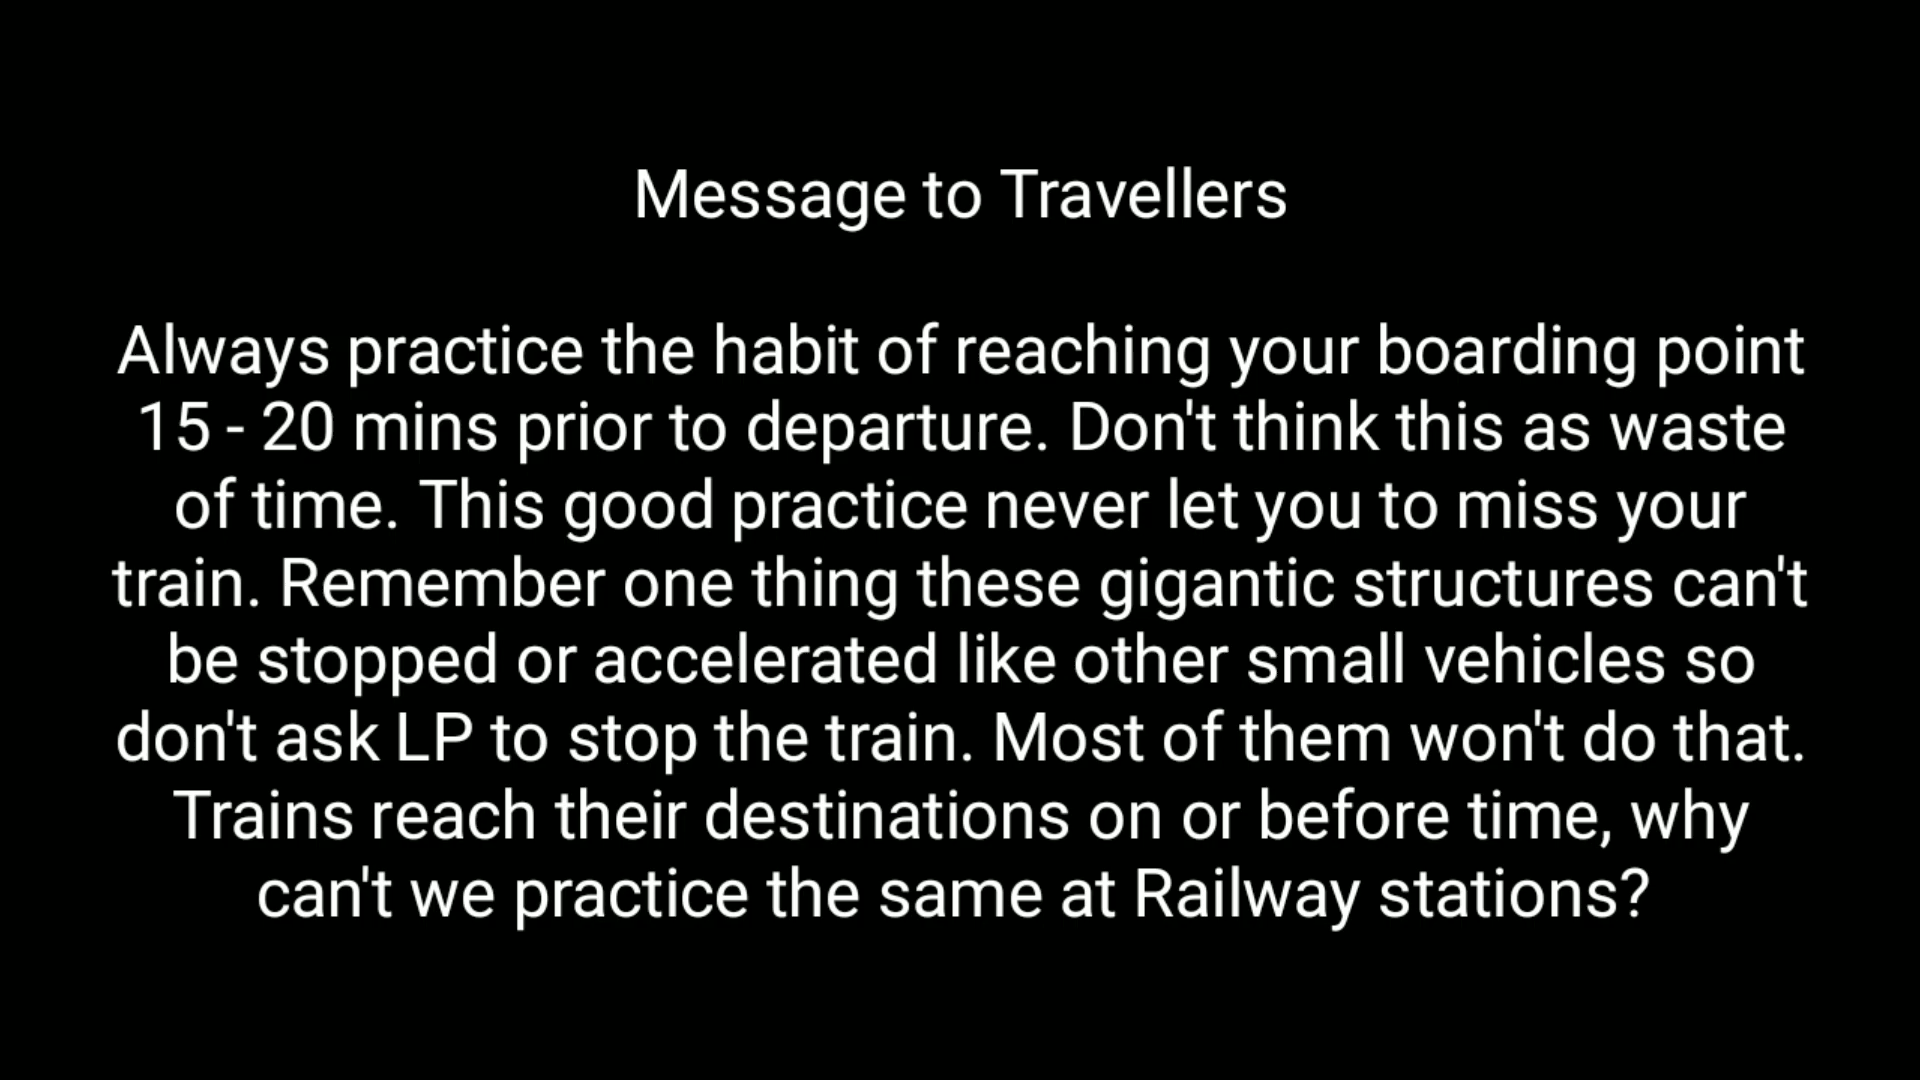 Message to Travellers
Always practice the habit of reaching your boarding point
15 - 20 mins prior to departure. Don't think this as waste
of time. This good practice never let you to miss your
train. Remember one thing these gigantic structures can't
be stopped or accelerated like other small vehicles so
don't ask LP to stop the train. Most of them won't do that.
Trains reach their destinations on or before time, why
can't we practice the same at Railway stations?